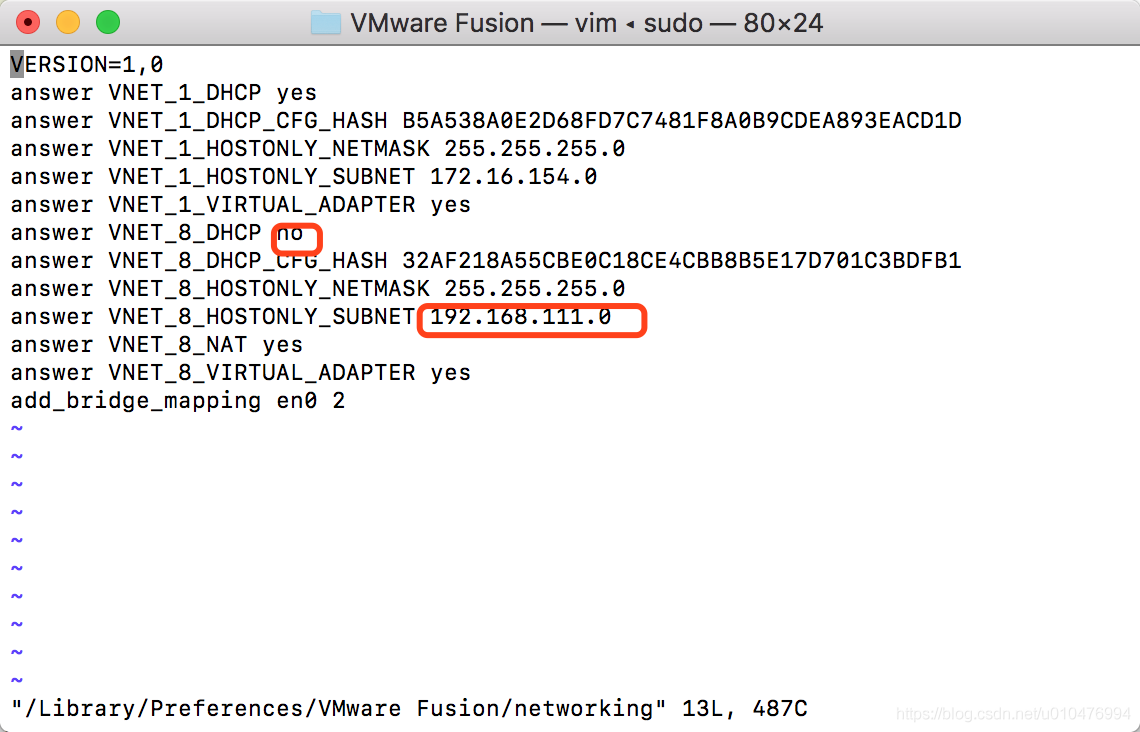 VMware Fusion — vim ◂ sudo — 80×24
VERSION=1,0
answer VNET_1_DHCP yes
answer VNET_1_DHCP_CFG_HASH B5A538A0E2D68FD7C7481F8A0B9CDEA893EACD1D
answer VNET_1_HOSTONLY_NETMASK 255.255.255.0
answer VNET_1_HOSTONLY_SUBNET 172.16.154.0
answer VNET_1_VIRTUAL_ADAPTER yes
answer VNET_8_DHCP no
answer VNET_8_DHCP_CFG_HASH 32AF218A55CBE0C18CE4CBB8B5E17D701C3BDFB1
answer VNET_8_HOSTONLY_NETMASK 255.255.255.0
answer VNET_8_HOSTONLY_SUBNET 192.168.111.0
answer VNET_8_NAT yes
answer VNET_8_VIRTUAL_ADAPTER yes
add_bridge_mapping en0 2
~
~
~
~
~
~
~
~
~
~
"/Library/Preferences/VMware Fusion/networking" 13L, 487C
https://blog.csdn.net/u010476994